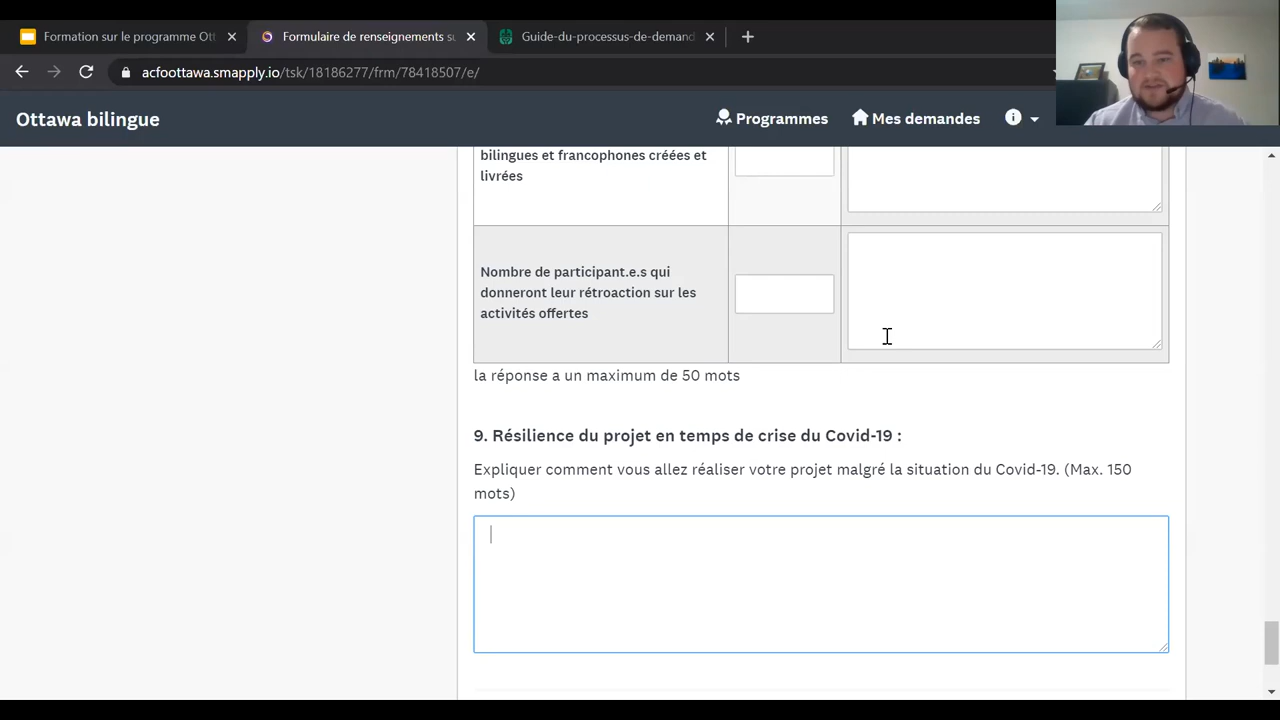 Formation sur le programme Ott
Formulaire de renseignements su
Guide-du-processus-de-demand
acfoottawa.smapply.io/tsk/18186277/frm/78418507/e/
Ottawa bilingue
Programmes
Mes demandes
bilingues et francophones créées et
livrées
Nombre de participant.e.s qui
donneront leur rétroaction sur les
activités offertes
la réponse a un maximum de 50 mots
9. Résilience du projet en temps de crise du Covid-19 :
Expliquer comment vous allez réaliser votre projet malgré la situation du Covid-19. (Max. 150
mots)